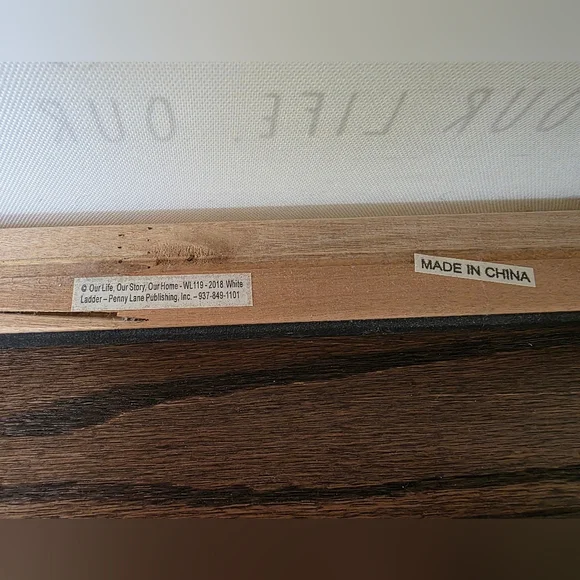 OUR LIFE, OUR
© Our Life, Our Story, Our Home - WL119 - 2018 White
Ladder – Penny Lane Publishing, Inc. – 937-849-1101
MADE IN CHINA